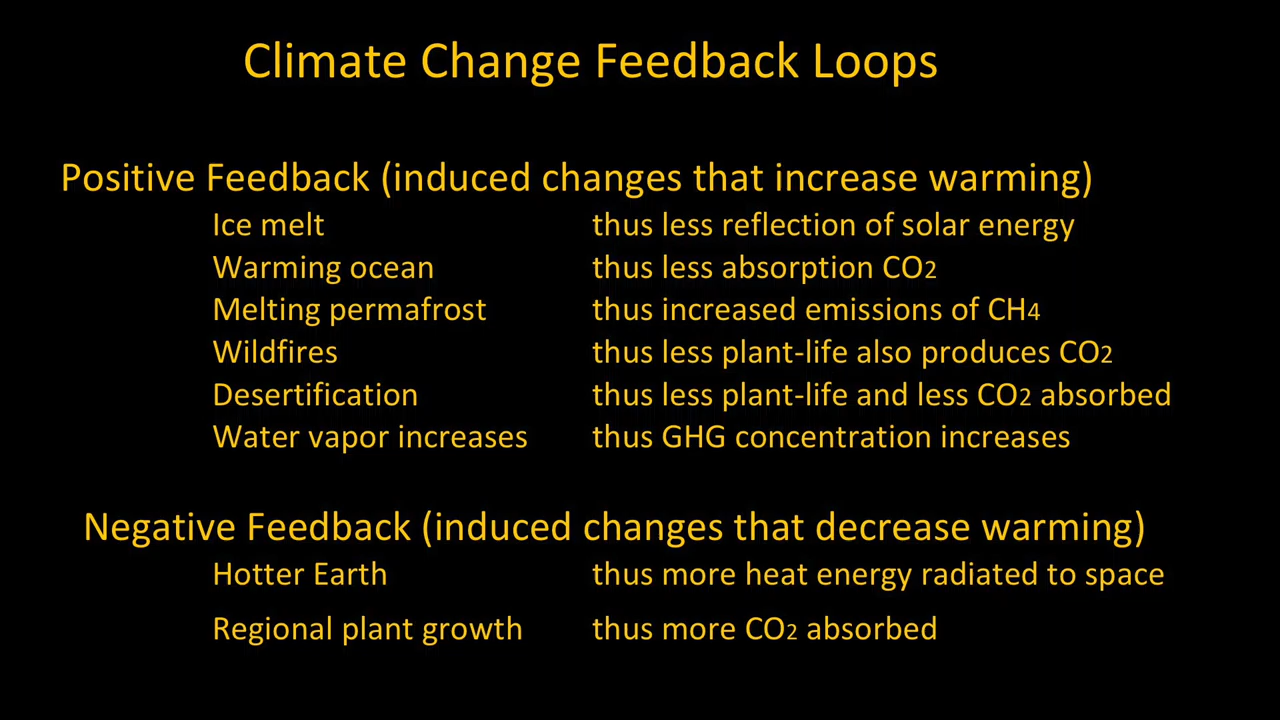 Climate Change Feedback Loops
Positive Feedback (induced changes that increase warming)
Ice melt thus less reflection of solar energy
Warming ocean thus less absorption CO2
Melting permafrost thus increased emissions of CH4
Wildfires thus less plant-life also produces CO2
Desertification thus less plant-life and less CO2 absorbed
Water vapor increases thus GHG concentration increases
Negative Feedback (induced changes that decrease warming)
Hotter Earth thus more heat energy radiated to space
Regional plant growth thus more CO2 absorbed